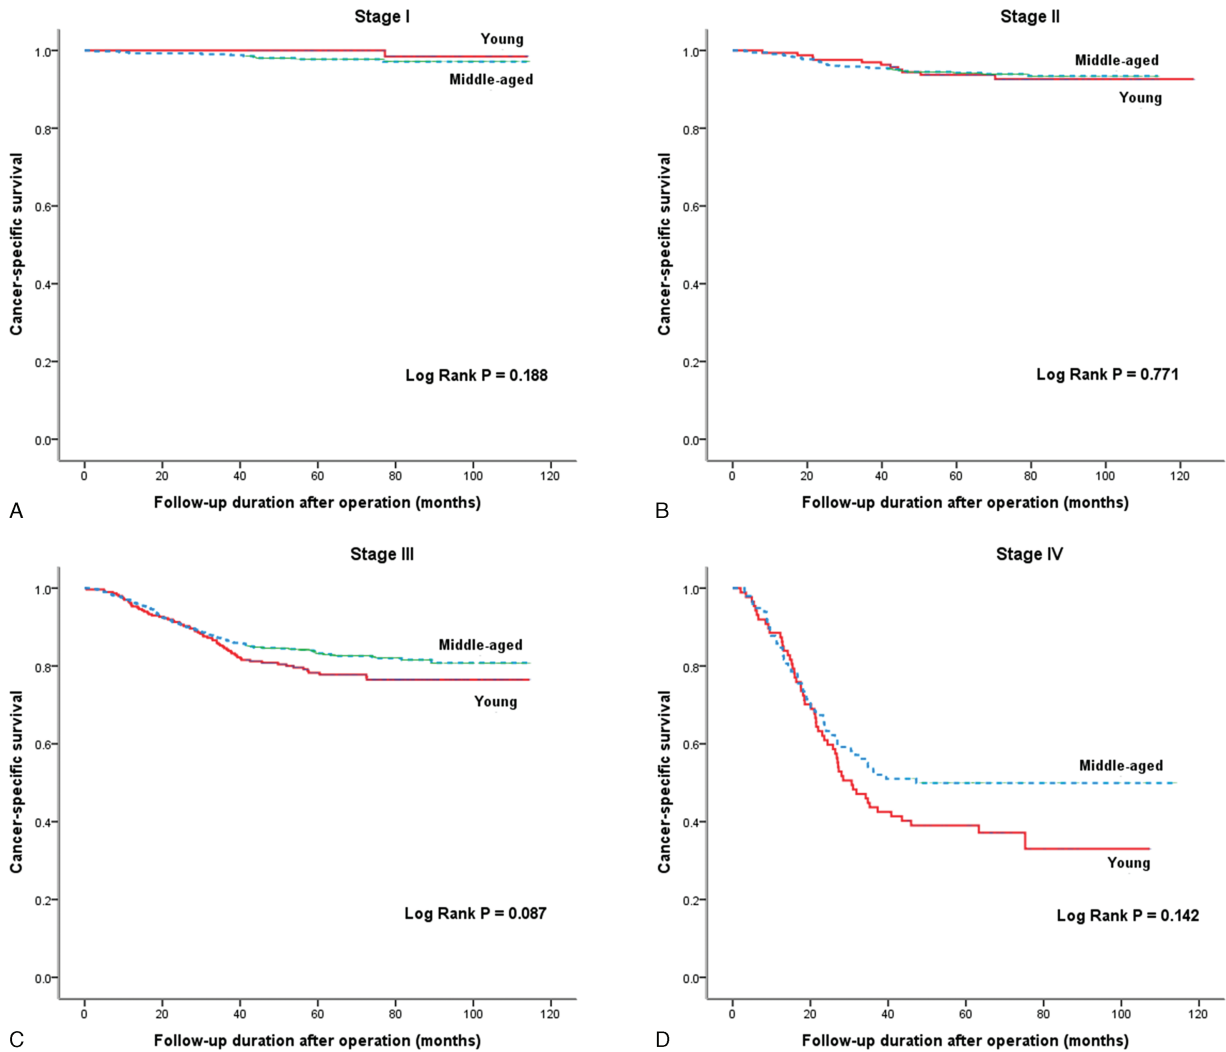 Stage I
Cancer-specific survival
1.0
0.8
0.6
0.4
0.2
0.0
Young
Middle-aged
Log Rank P = 0.188
0 20 40 60 80 100 120
Follow-up duration after operation (months)
A
Stage II
Cancer-specific survival
1.0
0.8
0.6
0.4
0.2
0.0
Middle-aged
Young
Log Rank P = 0.771
0 20 40 60 80 100 120
Follow-up duration after operation (months)
B
Stage III
Cancer-specific survival
1.0
0.8
0.6
0.4
0.2
0.0
Middle-aged
Young
Log Rank P = 0.087
0 20 40 60 80 100 120
Follow-up duration after operation (months)
C
Stage IV
Cancer-specific survival
1.0
0.8
0.6
0.4
0.2
0.0
Middle-aged
Young
Log Rank P = 0.142
0 20 40 60 80 100 120
Follow-up duration after operation (months)
D